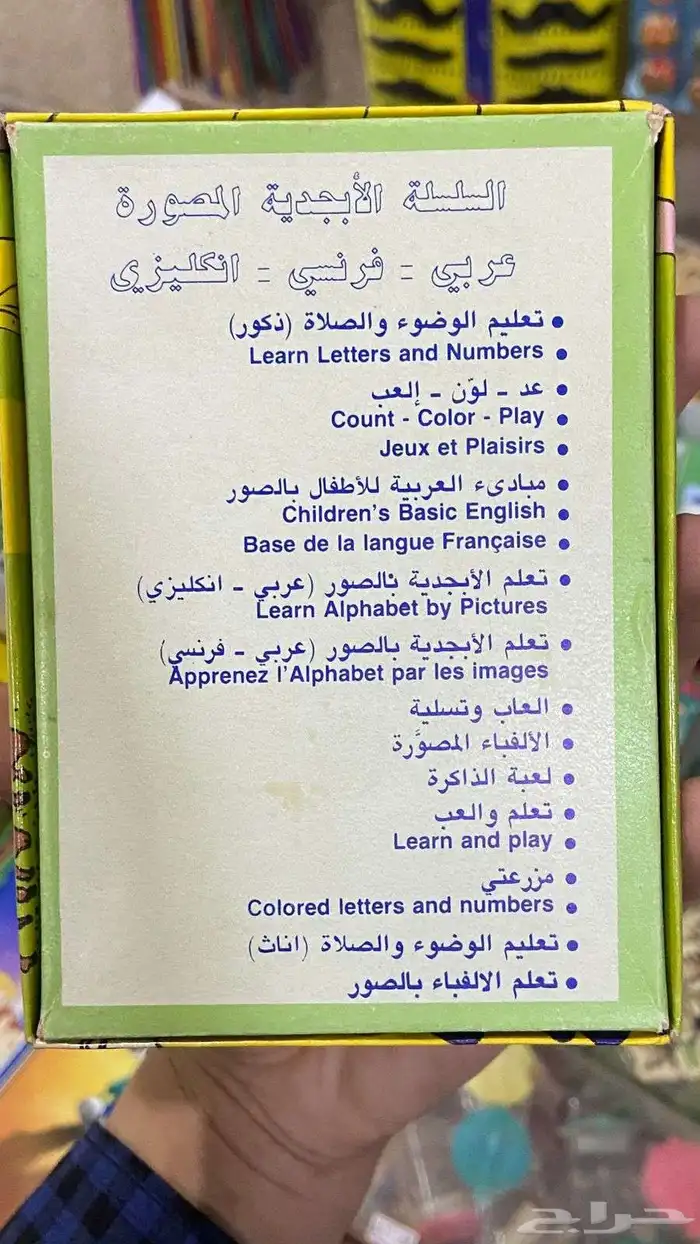 السلسلة الأبجدية المصورة
عربي = فرنسي = انكليزي
• تعليم الوضوء والصلاة (ذكور)
Learn Letters and Numbers •
• عد - لوّن - إلعب
Count - Color - Play •
Jeux et Plaisirs •
• مبادىء العربية للأطفال بالصور
Children's Basic English •
Base de la langue Française •
• تعلم الأبجدية بالصور (عربي - انكليزي)
Learn Alphabet by Pictures
• تعلم الأبجدية بالصور (عربي - فرنسي)
Apprenez l'Alphabet par les images
• العاب وتسلية
• الألفباء المصوَّرة
• لعبة الذاكرة
• تعلم والعب
Learn and play •
• مزرعتي
Colored letters and numbers •
• تعليم الوضوء والصلاة (اناث)
• تعلم الالفباء بالصور
حراج